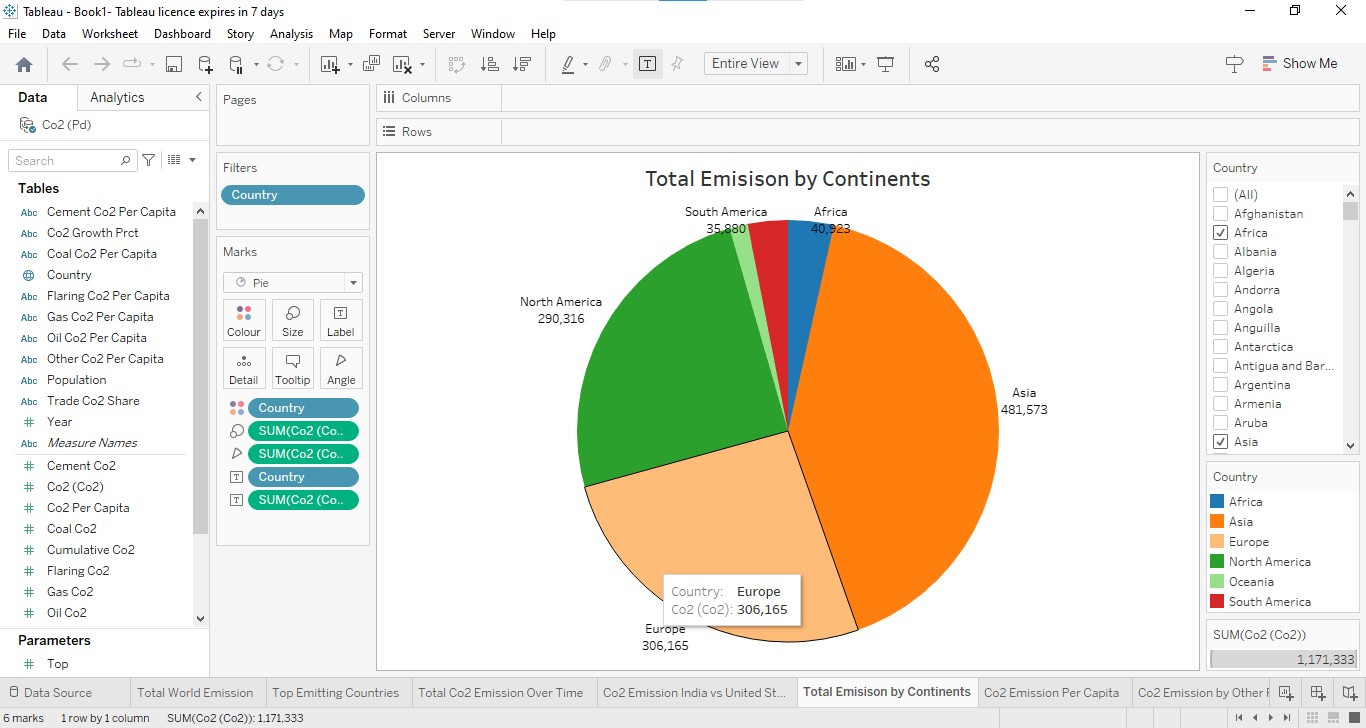 Tableau - Book1- Tableau licence expires in 7 days
File Data Worksheet Dashboard Story Analysis Map Format Server Window Help
Entire View
Show Me
Data Analytics
Co2 (Pd)
Search
Tables
Abc Cement Co2 Per Capita
Abc Co2 Growth Prct
Abc Coal Co2 Per Capita
Country
Abc Flaring Co2 Per Capita
Abc Gas Co2 Per Capita
Abc Oil Co2 Per Capita
Abc Other Co2 Per Capita
Abc Population
Abc Trade Co2 Share
# Year
Abc Measure Names
# Cement Co2
# Co2 (Co2)
# Co2 Per Capita
# Coal Co2
# Cumulative Co2
# Flaring Co2
# Gas Co2
# Oil Co2
Parameters
# Top
Pages
Filters
Country
Marks
Pie
Colour Size Label
Detail Tooltip Angle
Country
SUM(Co2 (Co..
SUM(Co2 (Co..
Country
SUM(Co2 (Co..
Columns
Rows
Total Emisison by Continents
South America
35,880
Africa
40,923
North America
290,316
Asia
481,573
Country: Europe
Co2 (Co2): 306,165
Europe
306,165
Country
(All)
Afghanistan
Africa
Albania
Algeria
Andorra
Angola
Anguilla
Antarctica
Antigua and Bar...
Argentina
Armenia
Aruba
Asia
Country
Africa
Asia
Europe
North America
Oceania
South America
SUM(Co2 (Co2))
1,171,333
Data Source Total World Emission Top Emitting Countries Total Co2 Emission Over Time Co2 Emission India vs United St... Total Emisison by Continents Co2 Emission Per Capita Co2 Emission by Other
6 marks 1 row by 1 column SUM(Co2 (Co2)): 1,171,333